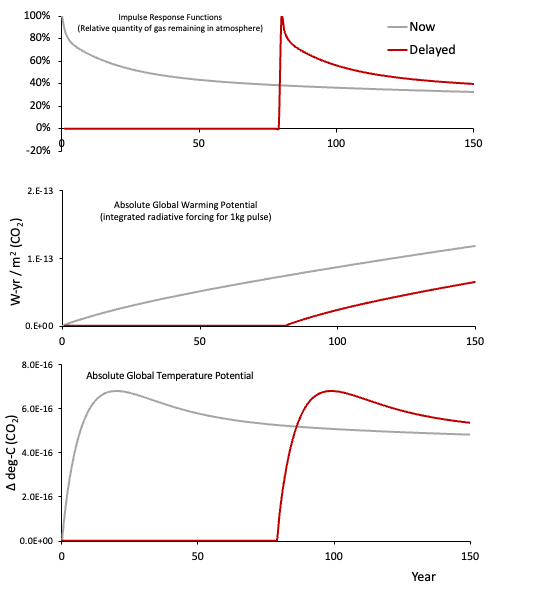 Impulse Response Functions
(Relative quantity of gas remaining in atmosphere)
Now
Delayed
100%
80%
60%
40%
20%
0%
-20%
0
50
100
150
Absolute Global Warming Potential
(integrated radiative forcing for 1kg pulse)
W-yr / m² (CO₂)
2.E-13
1.E-13
0.E+00
0
50
100
150
Absolute Global Temperature Potential
Δ deg-C (CO₂)
8.0E-16
6.0E-16
4.0E-16
2.0E-16
0.0E+00
0
50
100
150
Year